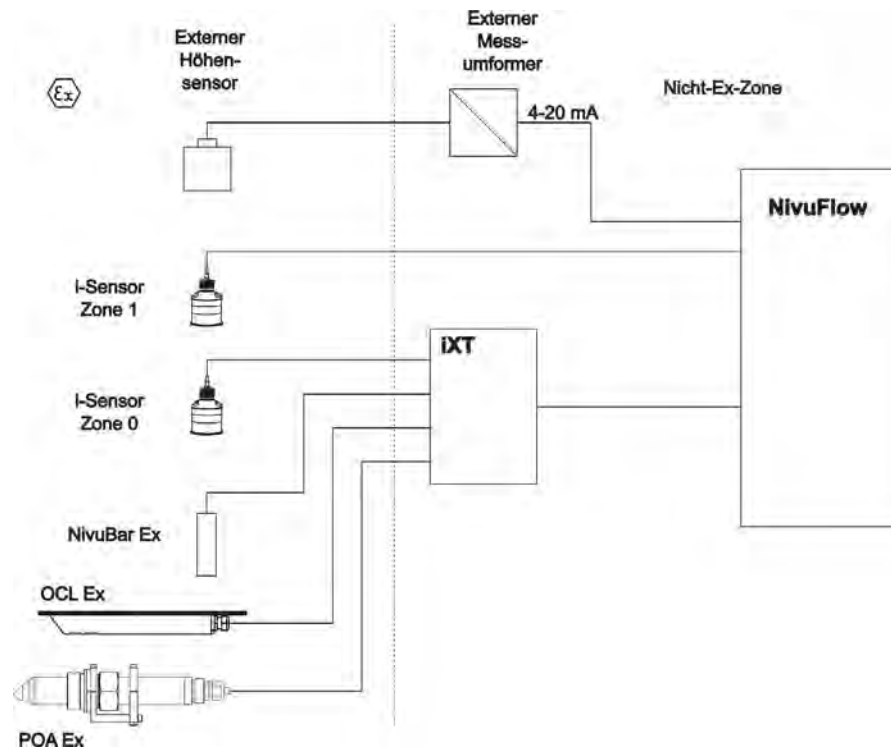 Externer
Höhen-
sensor
Externer
Mess-
umformer
Nicht-Ex-Zone
Ex
4-20 mA
NivuFlow
i-Sensor
Zone 1
iXT
i-Sensor
Zone 0
NivuBar Ex
OCL Ex
POA Ex